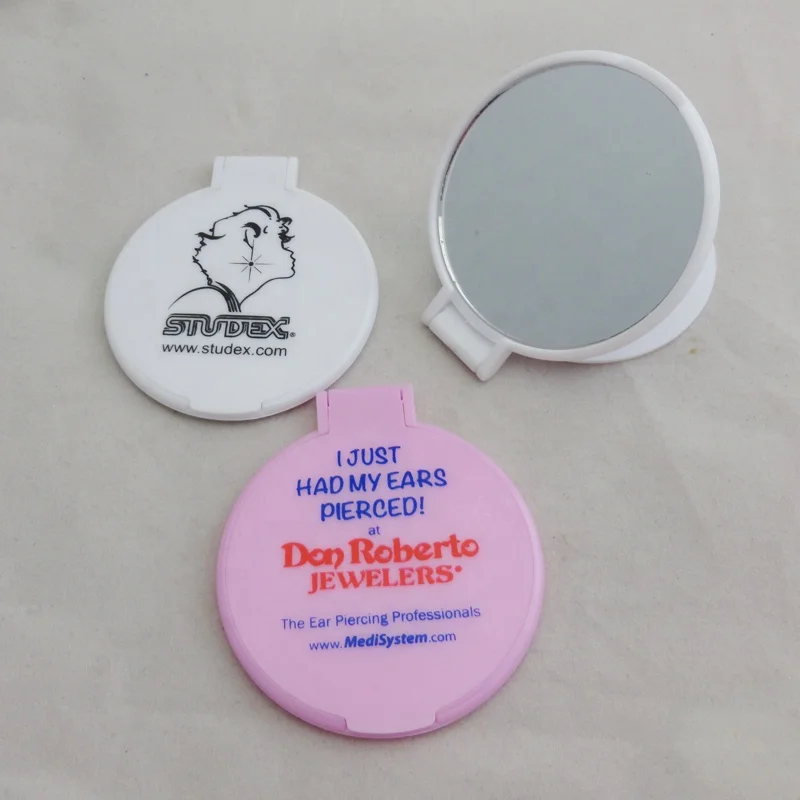 STUDEX®
www.studex.com
I JUST
HAD MY EARS
PIERCED!
at
Don Roberto
JEWELERS
The Ear Piercing Professionals
www.MediSystem.com